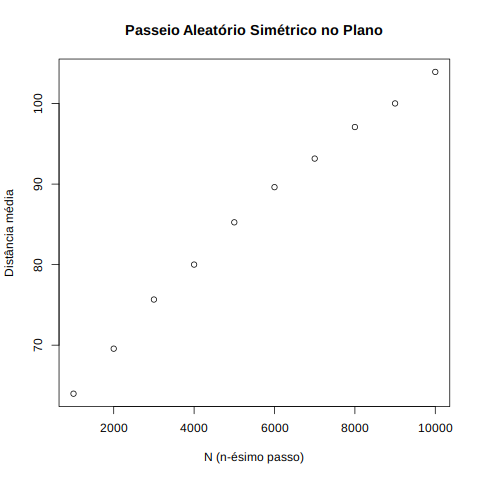 Passeio Aleatório Simétrico no Plano
Distância média
100
90
80
70
2000 4000 6000 8000 10000
N (n-ésimo passo)